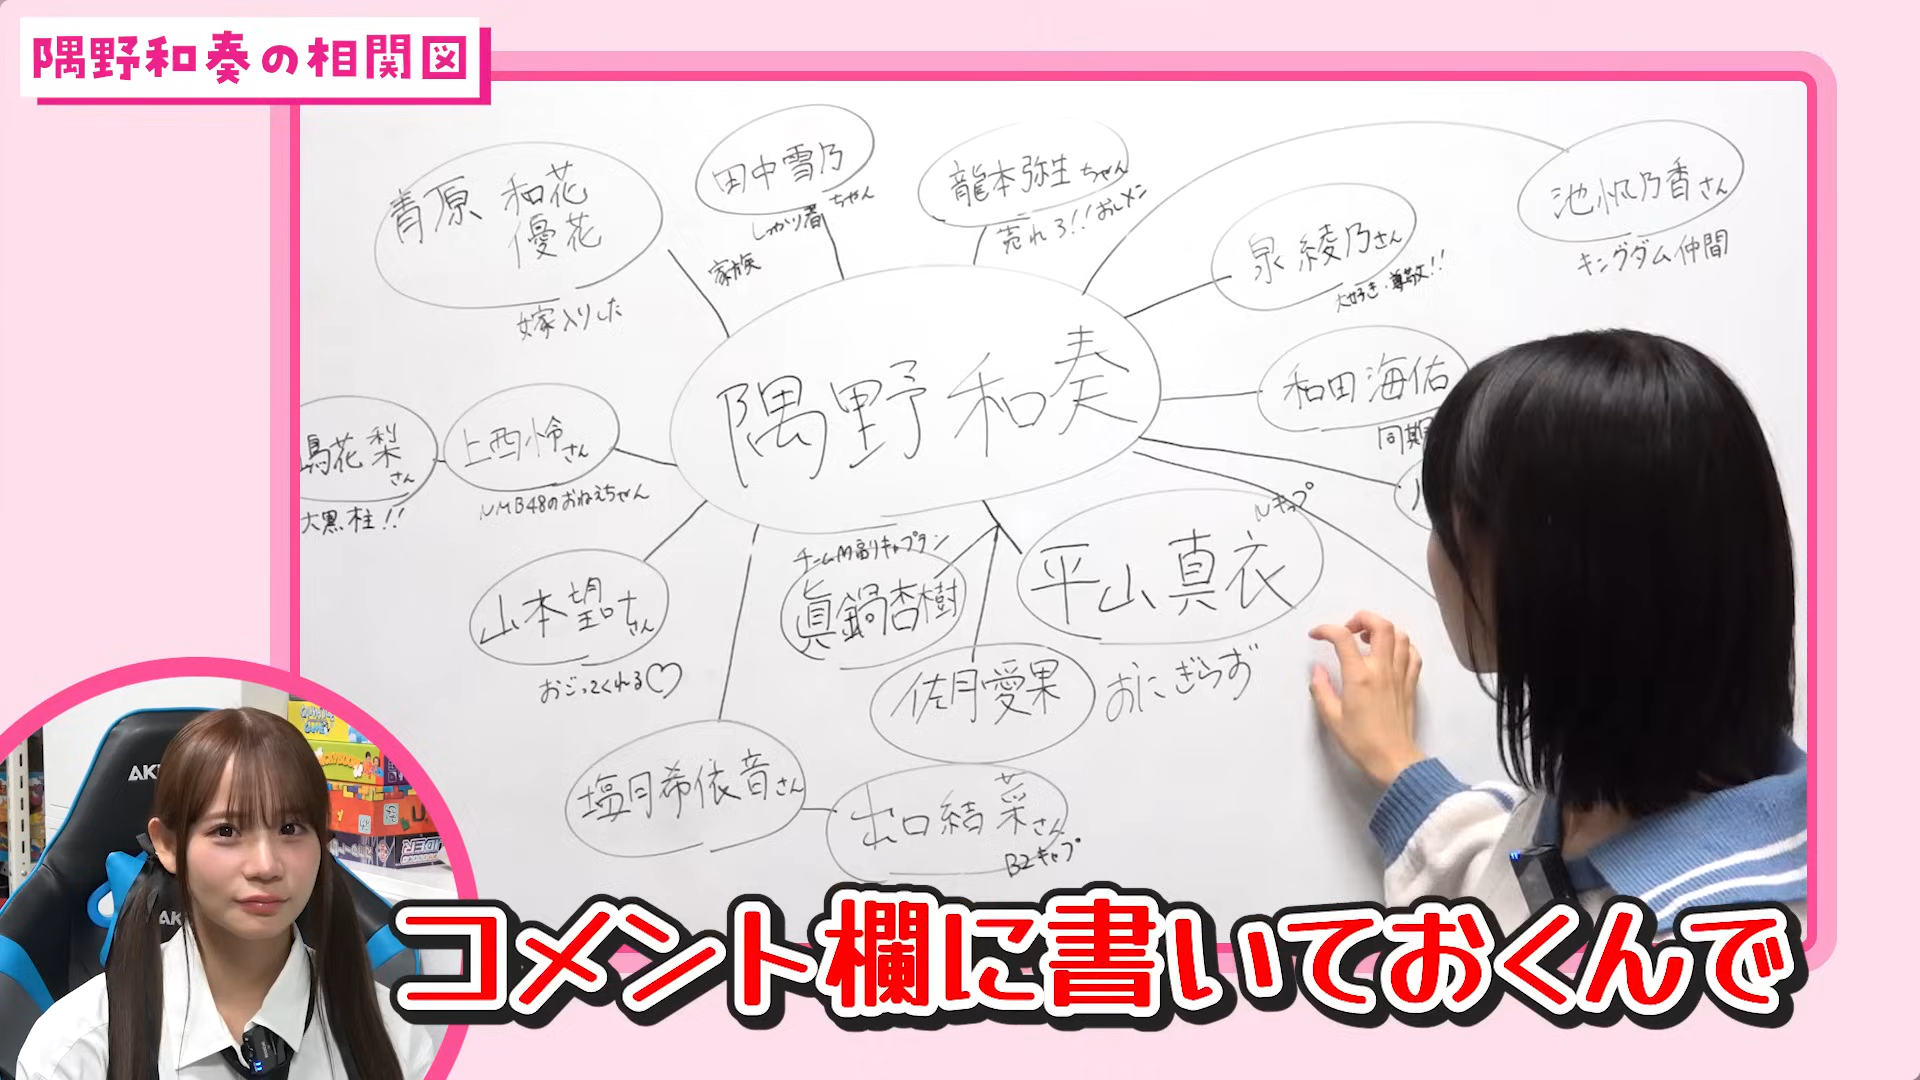 隅野和奏の相関図
青原 和花
優花
嫁入りした
田中雪乃
ちゃん
しっかり者
家族
龍本弥生ちゃん
売れろ!!おしメン
池帆乃香さん
キングダム仲間
泉 綾乃さん
大好き・尊敬!!
和田海佑
同期
隅野和奏
上西怜さん
NMB48のおねえちゃん
花梨
さん
大黒柱!!
山本望叶さん
おごってくれる♡
チームM副キャプテン
眞鍋杏樹
Nキャプ
平山真衣
佐月愛果
おにぎらず
塩月希依音さん
出口結菜さん
B2キャプ
コメント欄に書いておくんで